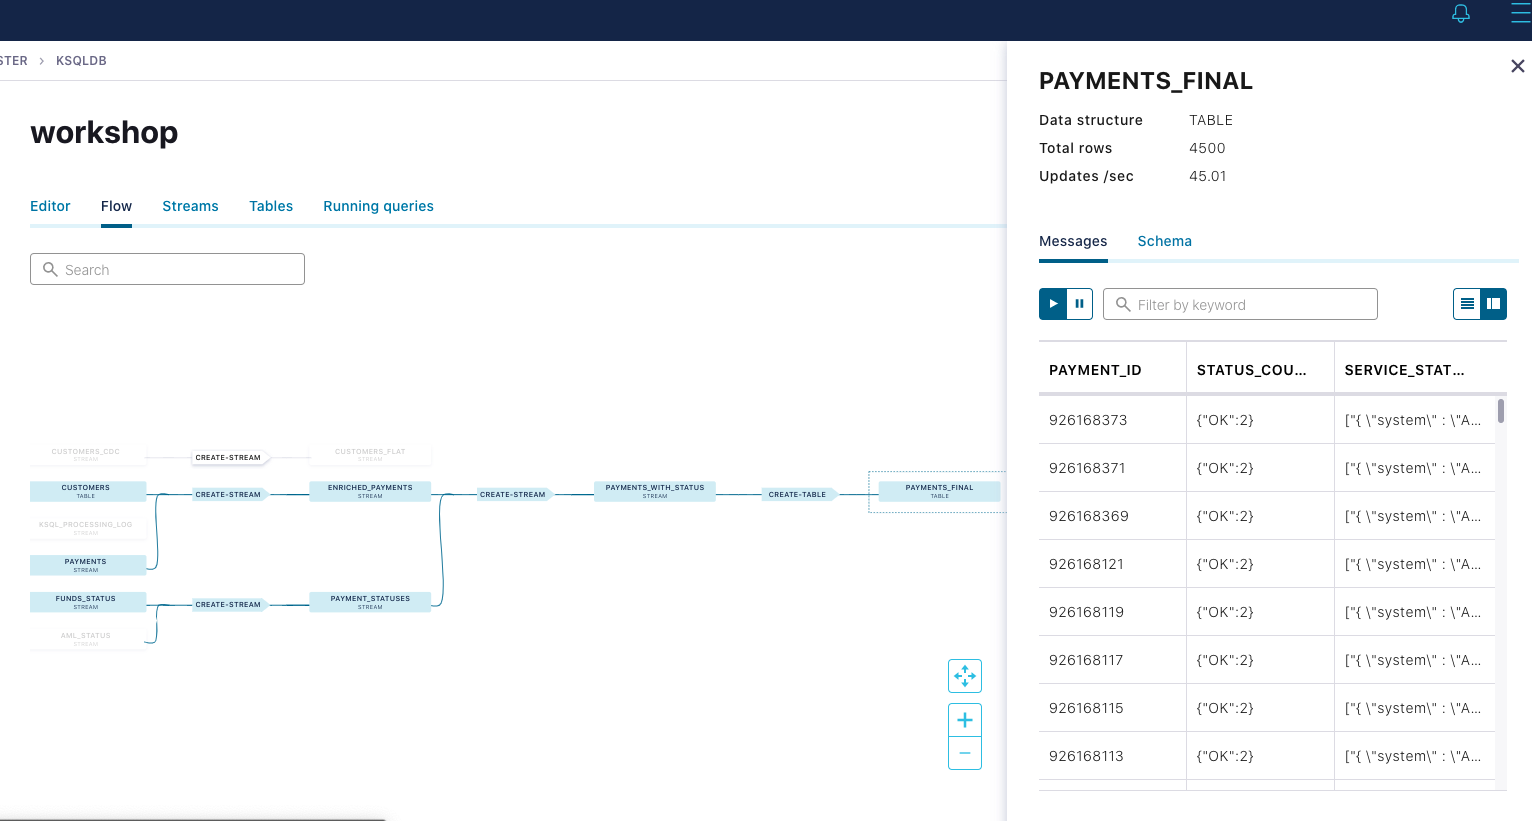 STER > KSQLDB
workshop
Editor Flow Streams Tables Running queries
Search
CUSTOMERS_CDC
STREAM
CREATE-STREAM
CUSTOMERS_FLAT
STREAM
CUSTOMERS
TABLE
CREATE-STREAM
ENRICHED_PAYMENTS
STREAM
CREATE-STREAM
PAYMENTS_WITH_STATUS
STREAM
CREATE-TABLE
PAYMENTS_FINAL
TABLE
KSQL_PROCESSING_LOG
STREAM
PAYMENTS
STREAM
FUNDS_STATUS
STREAM
CREATE-STREAM
PAYMENT_STATUSES
STREAM
AML_STATUS
STREAM
PAYMENTS_FINAL
Data structure TABLE
Total rows 4500
Updates /sec 45.01
Messages Schema
Filter by keyword
PAYMENT_ID STATUS_COU... SERVICE_STAT...
926168373 {"OK":2} ["{ \"system\" : \"A...
926168371 {"OK":2} ["{ \"system\" : \"A...
926168369 {"OK":2} ["{ \"system\" : \"A...
926168121 {"OK":2} ["{ \"system\" : \"A...
926168119 {"OK":2} ["{ \"system\" : \"A...
926168117 {"OK":2} ["{ \"system\" : \"A...
926168115 {"OK":2} ["{ \"system\" : \"A...
926168113 {"OK":2} ["{ \"system\" : \"A...